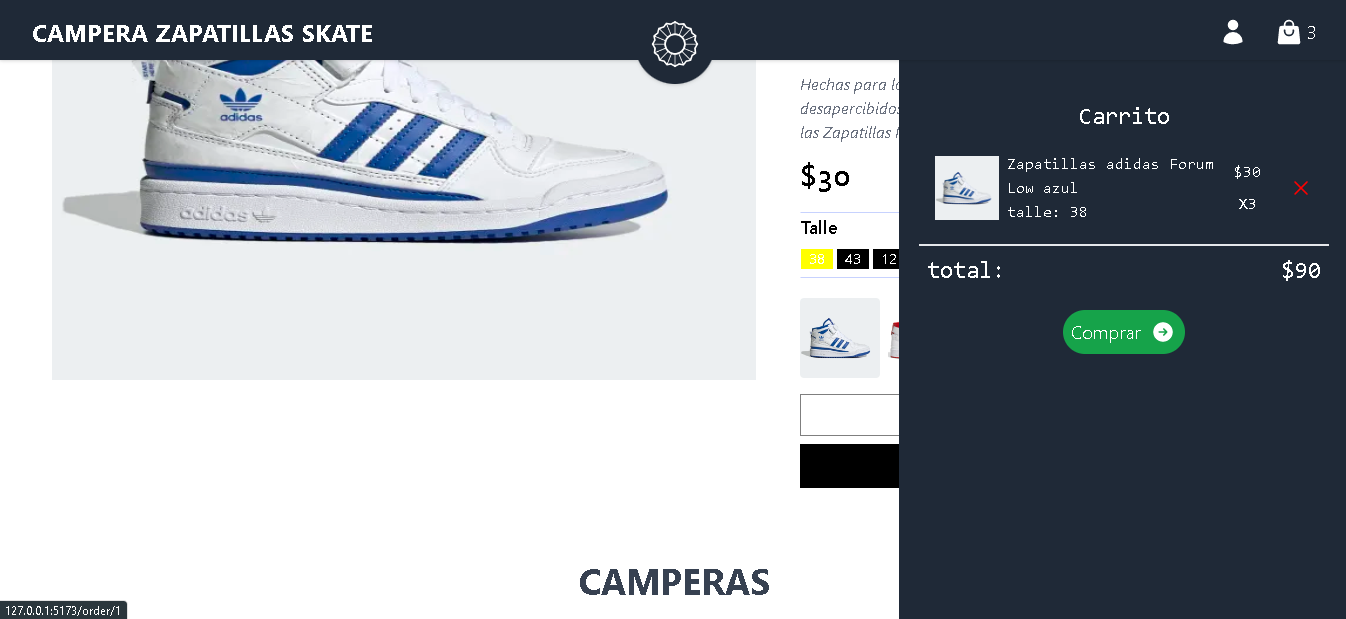 CAMPERA ZAPATILLAS SKATE
3
adidas
adidas
Hechas para l
desapercibidos
las Zapatillas
$30
Talle
38 43 12
CAMPERAS
Carrito
Zapatillas adidas Forum
Low azul
talle: 38
$30
X3
total: $90
Comprar
127.0.0.1:5173/order/1